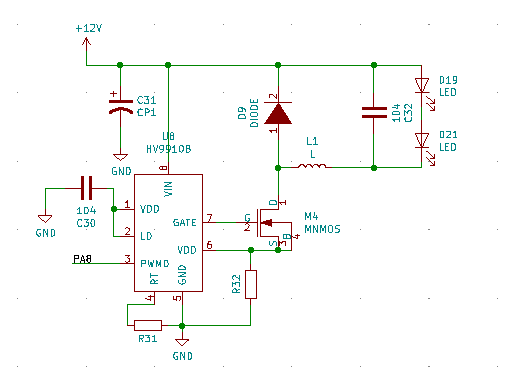 +12V
C31
CP1
GND
U8
HV9910B
8
VIN
2
D9
DIODE
1
L1
L
104
C32
D19
LED
D21
LED
104
C30
GND
1
VDD
2
LD
3
PWMD
PA8
GATE
7
VDD
6
RT
GND
4
5
R31
GND
R32
G
2
D
1
S
3
B
4
M4
MNMOS